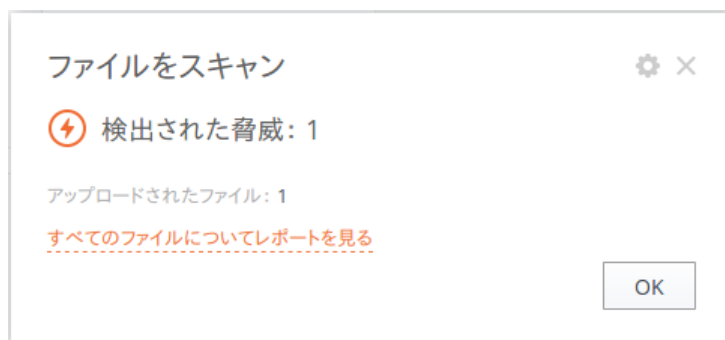 ファイルをスキャン
検出された脅威: 1
アップロードされたファイル: 1
すべてのファイルについてレポートを見る
OK